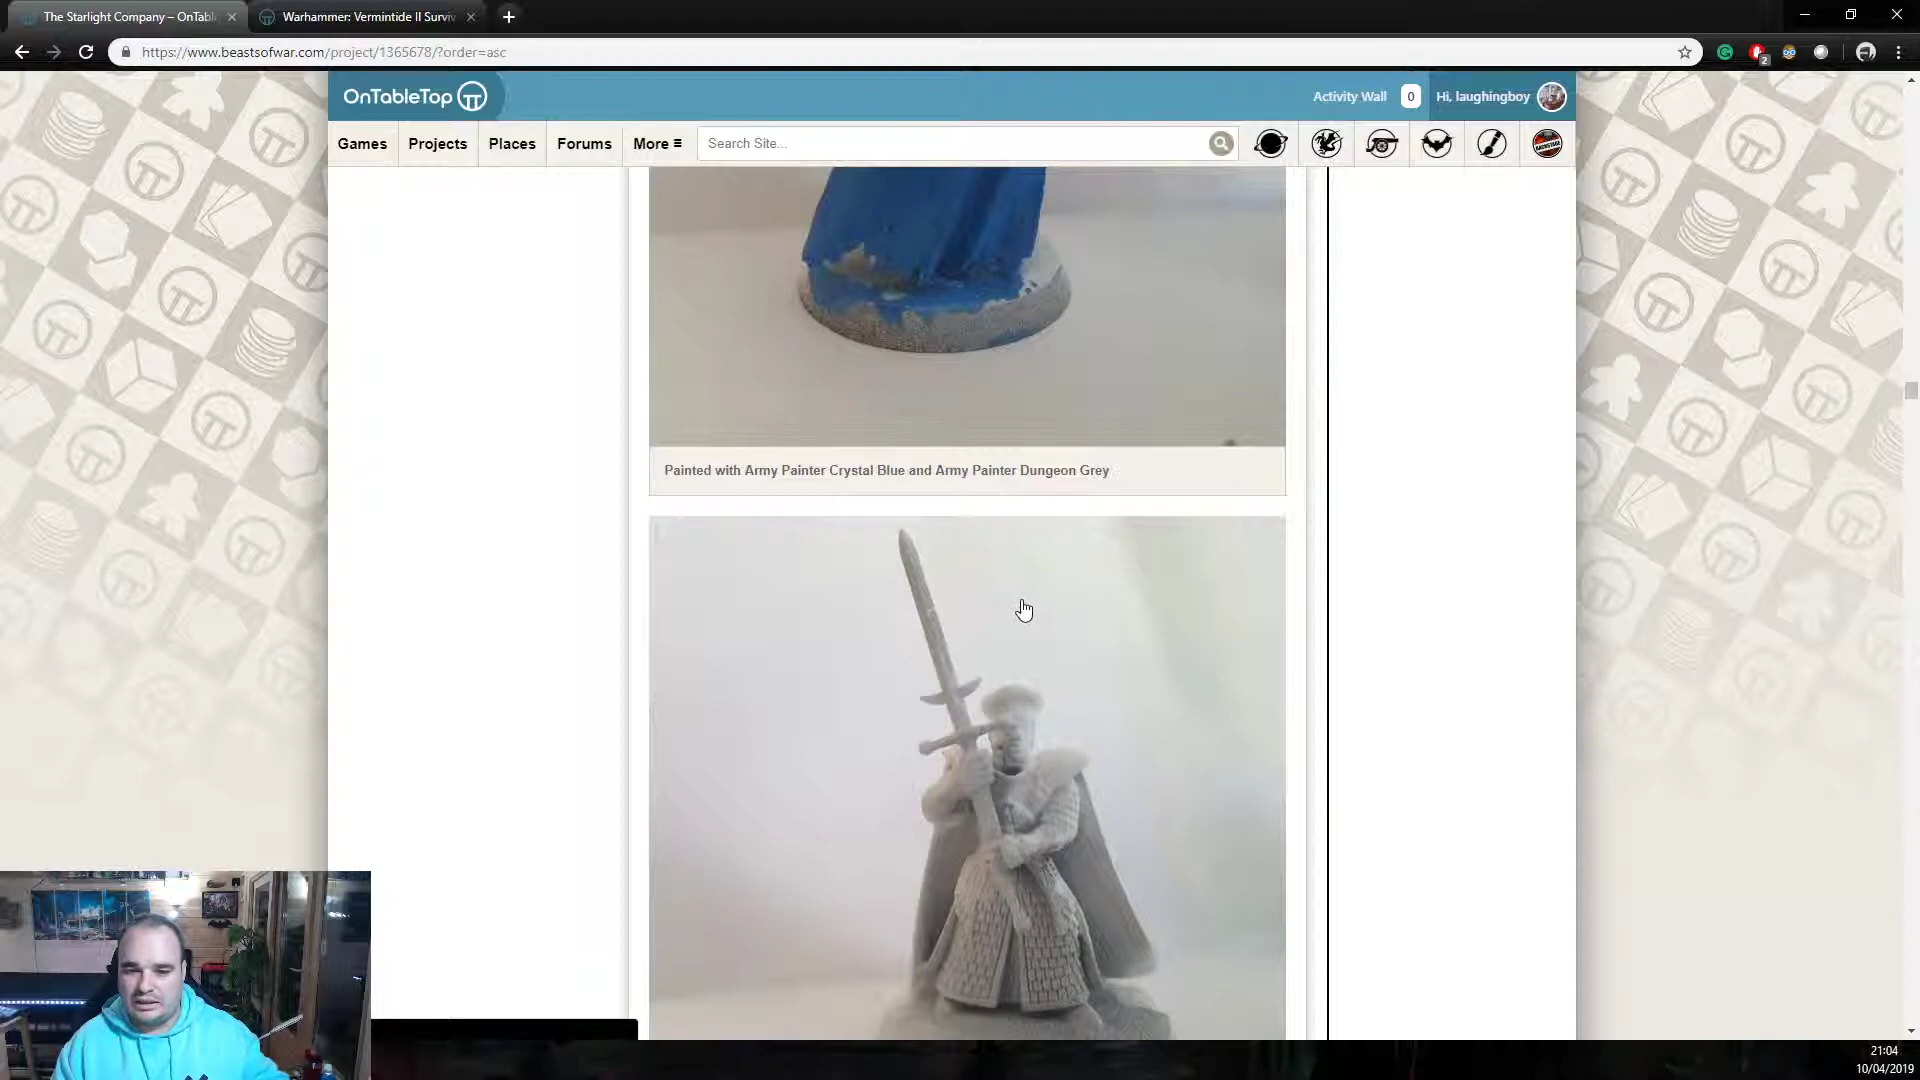 The Starlight Company – OnTabl
Warhammer: Vermintide II Surviv
https://www.beastsofwar.com/project/1365678/?order=asc
2
OnTableTop
Activity Wall 0 Hi, laughingboy
Games Projects Places Forums More Search Site...
BACKSTAGE
Painted with Army Painter Crystal Blue and Army Painter Dungeon Grey
21:04
10/04/2019